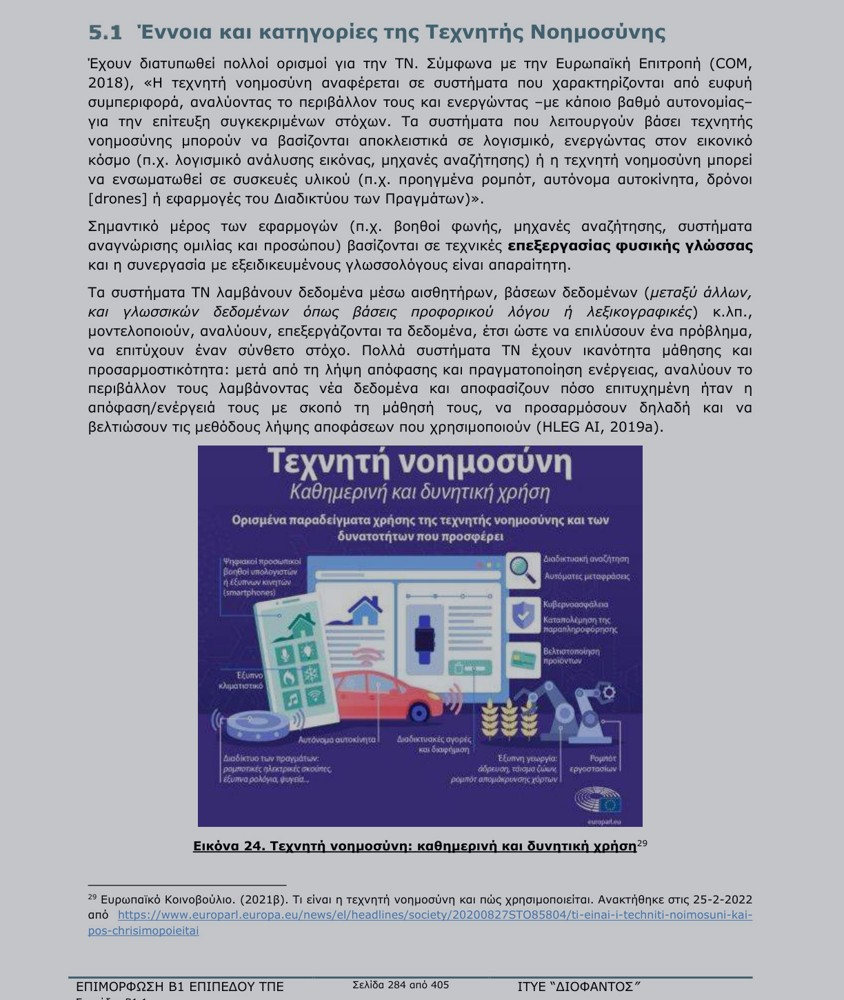 5.1 Έννοια και κατηγορίες της Τεχνητής Νοημοσύνης
Έχουν διατυπωθεί πολλοί ορισμοί για την ΤΝ. Σύμφωνα με την Ευρωπαϊκή Επιτροπή (COM,
2018), «Η τεχνητή νοημοσύνη αναφέρεται σε συστήματα που χαρακτηρίζονται από ευφυή
συμπεριφορά, αναλύοντας το περιβάλλον τους και ενεργώντας –με κάποιο βαθμό αυτονομίας–
για την επίτευξη συγκεκριμένων στόχων. Τα συστήματα που λειτουργούν βάσει τεχνητής
νοημοσύνης μπορούν να βασίζονται αποκλειστικά σε λογισμικό, ενεργώντας στον εικονικό
κόσμο (π.χ. λογισμικό ανάλυσης εικόνας, μηχανές αναζήτησης) ή η τεχνητή νοημοσύνη μπορεί
να ενσωματωθεί σε συσκευές υλικού (π.χ. προηγμένα ρομπότ, αυτόνομα αυτοκίνητα, δρόνοι
[drones] ή εφαρμογές του Διαδικτύου των Πραγμάτων)».
Σημαντικό μέρος των εφαρμογών (π.χ. βοηθοί φωνής, μηχανές αναζήτησης, συστήματα
αναγνώρισης ομιλίας και προσώπου) βασίζονται σε τεχνικές επεξεργασίας φυσικής γλώσσας
και η συνεργασία με εξειδικευμένους γλωσσολόγους είναι απαραίτητη.
Τα συστήματα ΤΝ λαμβάνουν δεδομένα μέσω αισθητήρων, βάσεων δεδομένων (μεταξύ άλλων,
και γλωσσικών δεδομένων όπως βάσεις προφορικού λόγου ή λεξικογραφικές) κ.λπ.,
μοντελοποιούν, αναλύουν, επεξεργάζονται τα δεδομένα, έτσι ώστε να επιλύσουν ένα πρόβλημα,
να επιτύχουν έναν σύνθετο στόχο. Πολλά συστήματα ΤΝ έχουν ικανότητα μάθησης και
προσαρμοστικότητα: μετά από τη λήψη απόφασης και πραγματοποίηση ενέργειας, αναλύουν το
περιβάλλον τους λαμβάνοντας νέα δεδομένα και αποφασίζουν πόσο επιτυχημένη ήταν η
απόφαση/ενέργειά τους με σκοπό τη μάθησή τους, να προσαρμόσουν δηλαδή και να
βελτιώσουν τις μεθόδους λήψης αποφάσεων που χρησιμοποιούν (HLEG AI, 2019a).
Τεχνητή νοημοσύνη
Καθημερινή και δυνητική χρήση
Ορισμένα παραδείγματα χρήσης της τεχνητής νοημοσύνης και των
δυνατοτήτων που προσφέρει
Ψηφιακοί προσωπικοί
βοηθοί υπολογιστών
ή έξυπνων κινητών
(smartphones)
Διαδικτυακή αναζήτηση
Αυτόματες μεταφράσεις
Κυβερνοασφάλεια
Καταπολέμηση της
παραπληροφόρησης
Βελτιστοποίηση
προϊόντων
Έξυπνο
κλιματιστικό
Αυτόνομα αυτοκίνητα
Διαδικτυακές αγορές
και διαφήμιση
Διαδίκτυο των πραγμάτων:
ρομποτικές ηλεκτρικές σκούπες,
έξυπνα ρολόγια, ψυγεία...
Έξυπνη γεωργία:
άδρευση, τάισμα ζώων,
ρομπότ απομάκρυνσης χόρτων
Ρομπότ
εργοστασίων
europarl.eu
Εικόνα 24. Τεχνητή νοημοσύνη: καθημερινή και δυνητική χρήση29
29 Ευρωπαϊκό Κοινοβούλιο. (2021β). Τι είναι η τεχνητή νοημοσύνη και πώς χρησιμοποιείται. Ανακτήθηκε στις 25-2-2022
από https://www.europarl.europa.eu/news/el/headlines/society/20200827STO85804/ti-einai-i-techniti-noimosuni-kai-
pos-chrisimopoieitai
ΕΠΙΜΟΡΦΩΣΗ Β1 ΕΠΙΠΕΔΟΥ ΤΠΕ Σελίδα 284 από 405 ΙΤΥΕ "ΔΙΟΦΑΝΤΟΣ"